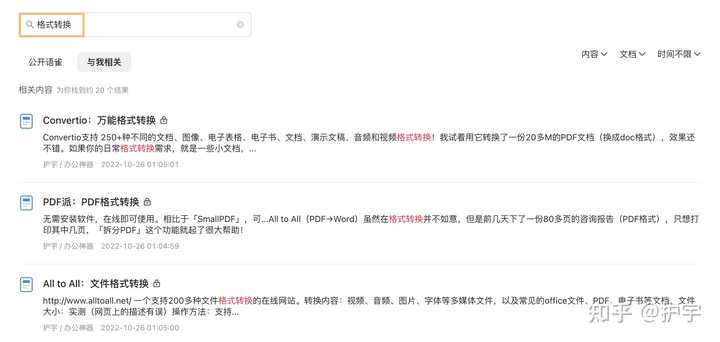 格式转换
公开语雀 与我相关 内容 文档 时间不限
相关内容 为你找到约 20 个结果
Convertio：万能格式转换
Convertio支持 250+种不同的文档、图像、电子表格、电子书、文档、演示文稿、音频和视频格式转换！我试着用它转换了一份20多M的PDF文档（换成doc格式），效果还
不错。如果你的日常格式转换需求，就是一些小文档，...
护宇 / 办公神器 2022-10-26 01:05:01
PDF派：PDF格式转换
无需安装软件，在线即可使用。相比于「SmallPDF」，可...All to All（PDF→Word）虽然在格式转换并不如意，但是前几天下了一份80多页的咨询报告（PDF格式），只想打
印其中几页，「拆分PDF」这个功能就起了很大帮助！
护宇 / 办公神器 2022-10-26 01:04:59
All to All：文件格式转换
http://www.alltoall.net/ 一个支持200多种文件格式转换的在线网站。转换内容：视频、音频、图片、字体等多媒体文件，以及常见的office文件、PDF、电子书等文档。文件
大小：实测（网页上的描述有误）操作方法：支持...
护宇 / 办公神器 2022-10-26 01:05:00
知乎 @护宇